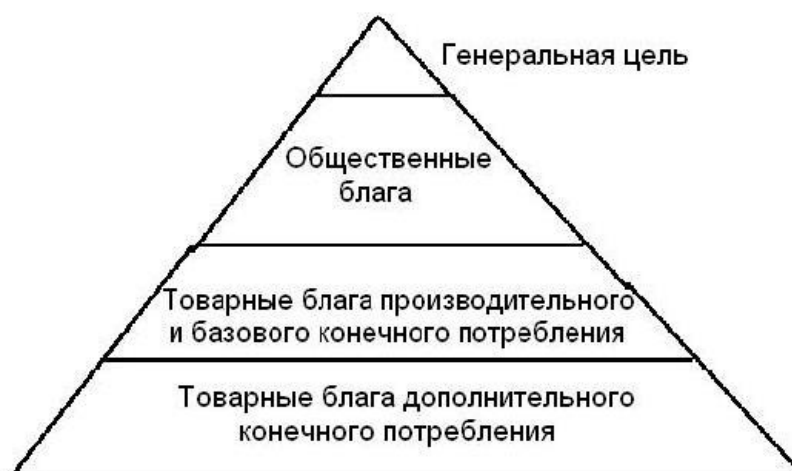 Генеральная цель
Общественные
блага
Товарные блага производительного
и базового конечного потребления
Товарные блага дополнительного
конечного потребления